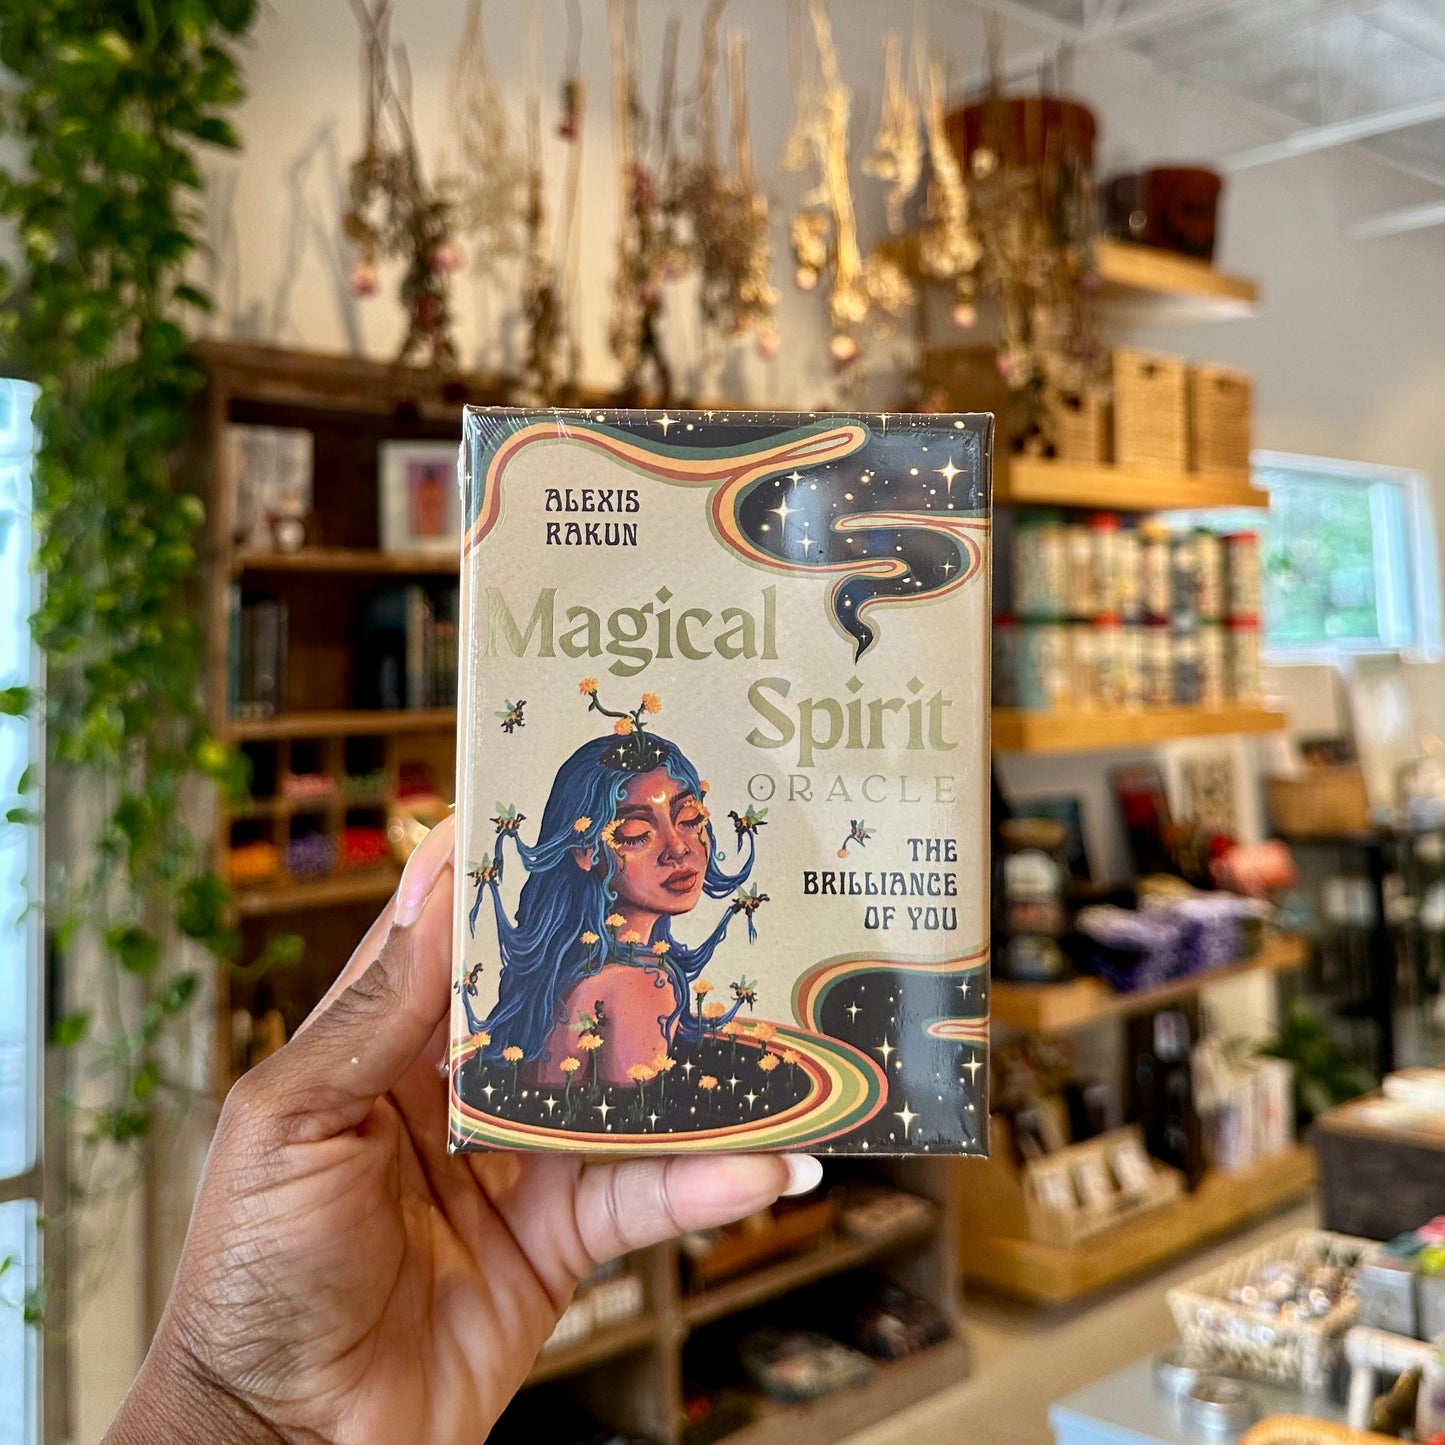 ALEXIS
RAKUN
Magical
Spirit
ORACLE
THE
BRILLIANCE
OF YOU